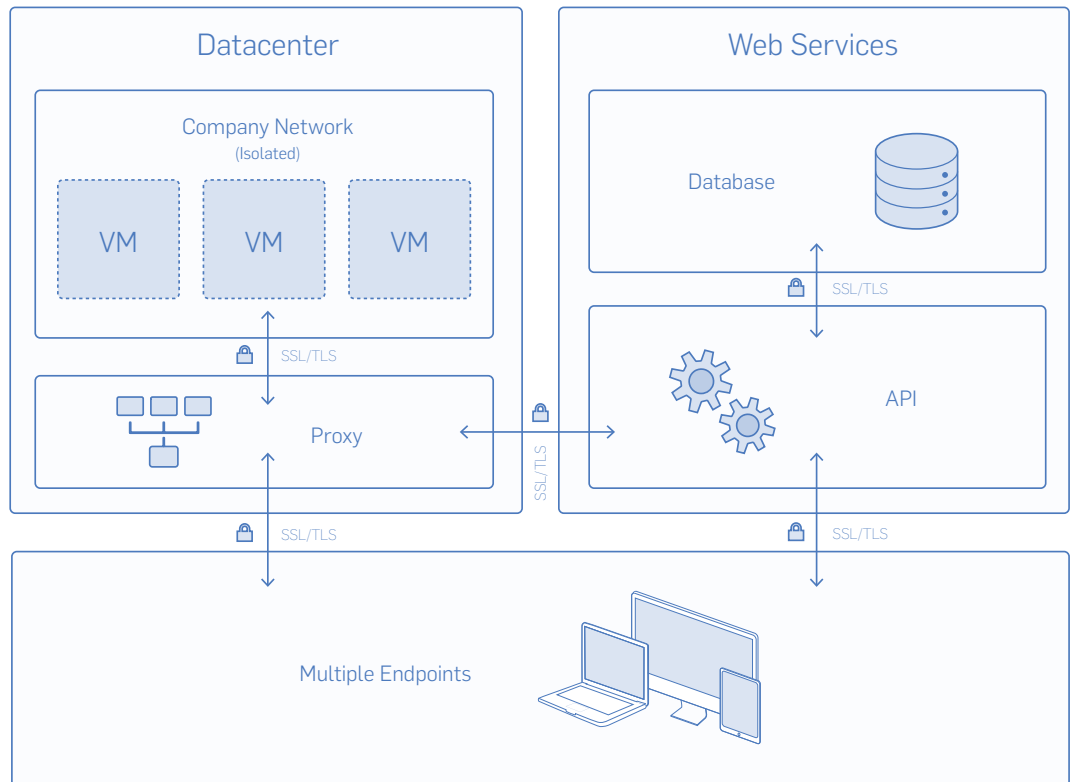 Datacenter
Company Network
(Isolated)
VM
VM
VM
SSL/TLS
Proxy
SSL/TLS
SSL/TLS
Web Services
Database
SSL/TLS
API
SSL/TLS
Multiple Endpoints